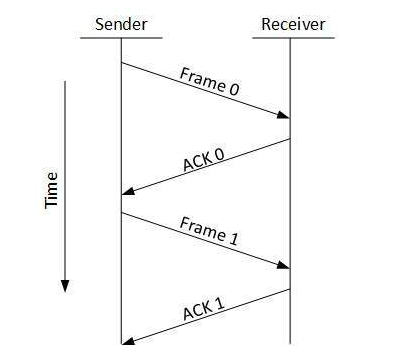 Sender
Receiver
Frame 0
ACK 0
Time
Frame 1
ACK 1